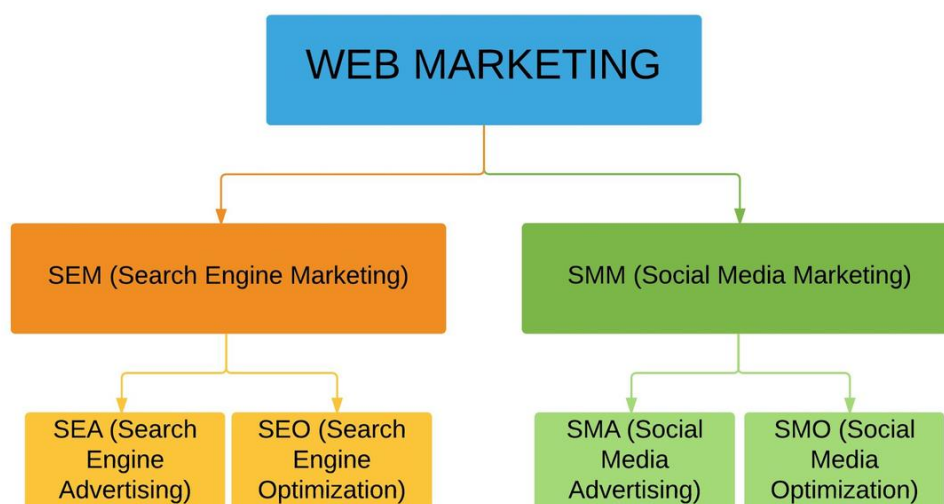 WEB MARKETING
SEM (Search Engine Marketing)
SMM (Social Media Marketing)
SEA (Search
Engine
Advertising)
SEO (Search
Engine
Optimization)
SMA (Social
Media
Advertising)
SMO (Social
Media
Optimization)